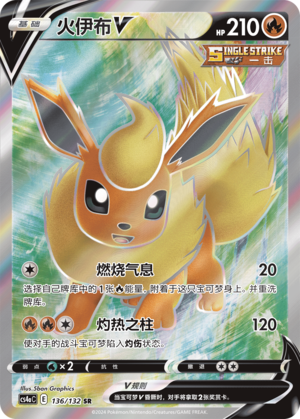 基础 火伊布V HP 210
SINGLE STRIKE
一击
燃烧气息 20
选择自己牌库中的1张能量，附着于这只宝可梦身上。并重洗
牌库。
灼热之柱 120
使对手的战斗宝可梦陷入灼伤状态。
弱点 ×2 抗性 撤退
Illus. 5ban Graphics
cs4aC E 136/132 SR
V规则
当宝可梦V昏厥时，对手将拿取2张奖赏卡。